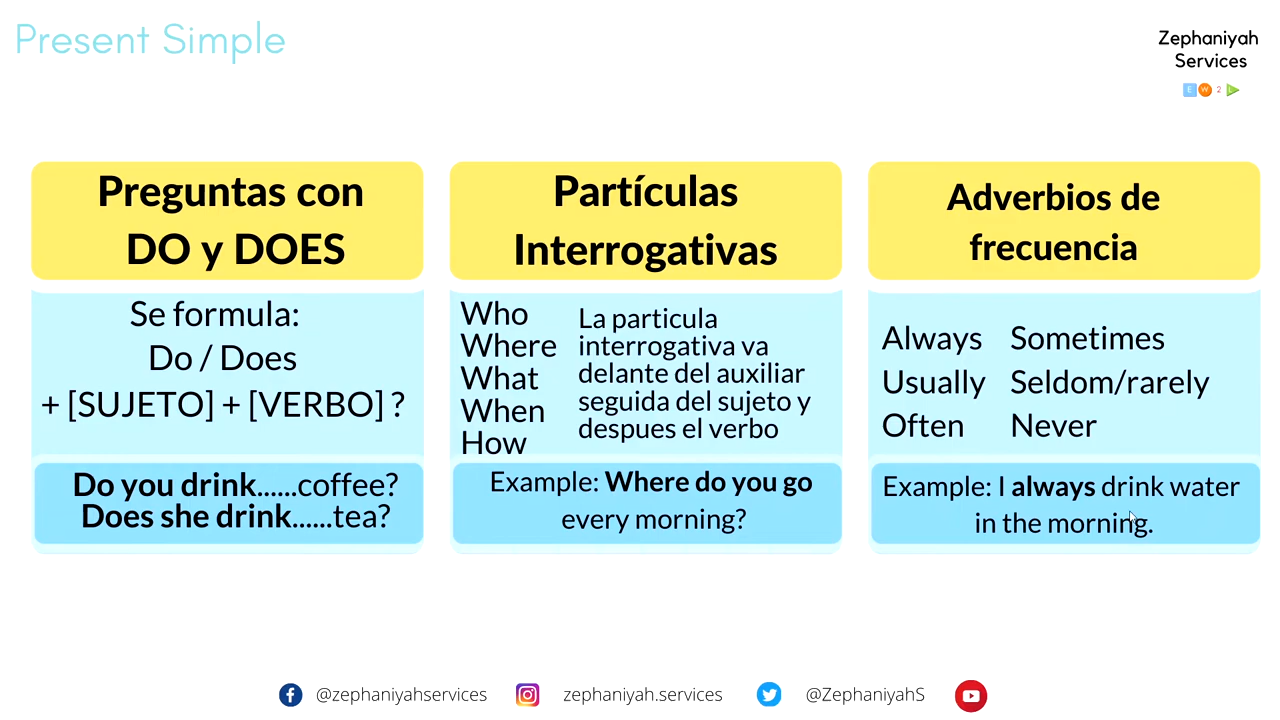 Present Simple
Zephaniyah
Services
E W 2 L
Preguntas con
DO y DOES
Se formula:
Do / Does
+ [SUJETO] + [VERBO] ?
Do you drink......coffee?
Does she drink......tea?
Partículas
Interrogativas
Who
Where
What
When
How
La particula
interrogativa va
delante del auxiliar
seguida del sujeto y
despues el verbo
Example: Where do you go
every morning?
Adverbios de
frecuencia
Always Sometimes
Usually Seldom/rarely
Often Never
Example: I always drink water
in the morning.
@zephaniyahservices zephaniyah.services @ZephaniyahS